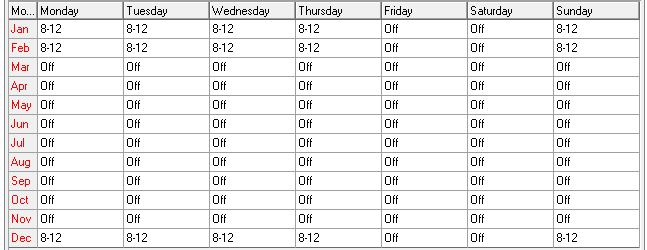 Mo... Monday Tuesday Wednesday Thursday Friday Saturday Sunday
Jan 8-12 8-12 8-12 8-12 Off Off 8-12
Feb 8-12 8-12 8-12 8-12 Off Off 8-12
Mar Off Off Off Off Off Off Off
Apr Off Off Off Off Off Off Off
May Off Off Off Off Off Off Off
Jun Off Off Off Off Off Off Off
Jul Off Off Off Off Off Off Off
Aug Off Off Off Off Off Off Off
Sep Off Off Off Off Off Off Off
Oct Off Off Off Off Off Off Off
Nov Off Off Off Off Off Off Off
Dec 8-12 8-12 8-12 8-12 Off Off 8-12